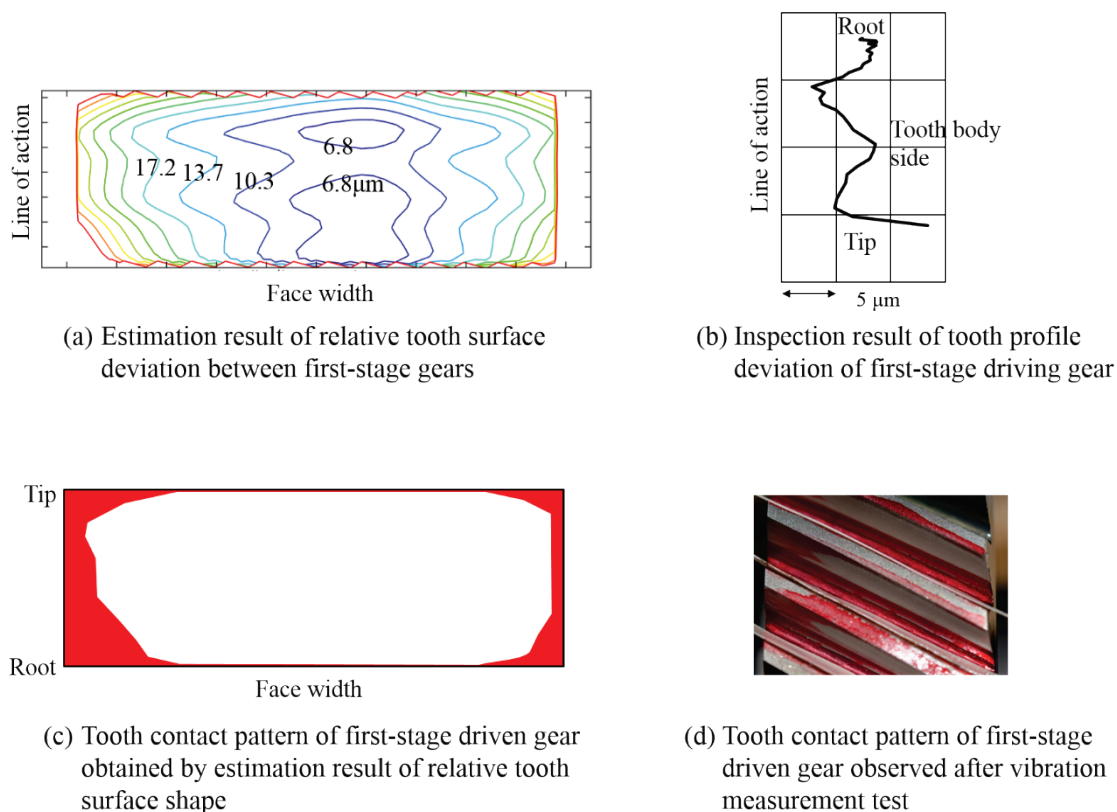 Line of action
17.2
13.7
10.3
6.8
6.8μm
Face width
(a) Estimation result of relative tooth surface
deviation between first-stage gears
Root
Line of action
Tooth body
side
Tip
5 μm
(b) Inspection result of tooth profile
deviation of first-stage driving gear
Tip
Root
Face width
(c) Tooth contact pattern of first-stage driven gear
obtained by estimation result of relative tooth
surface shape
(d) Tooth contact pattern of first-stage
driven gear observed after vibration
measurement test